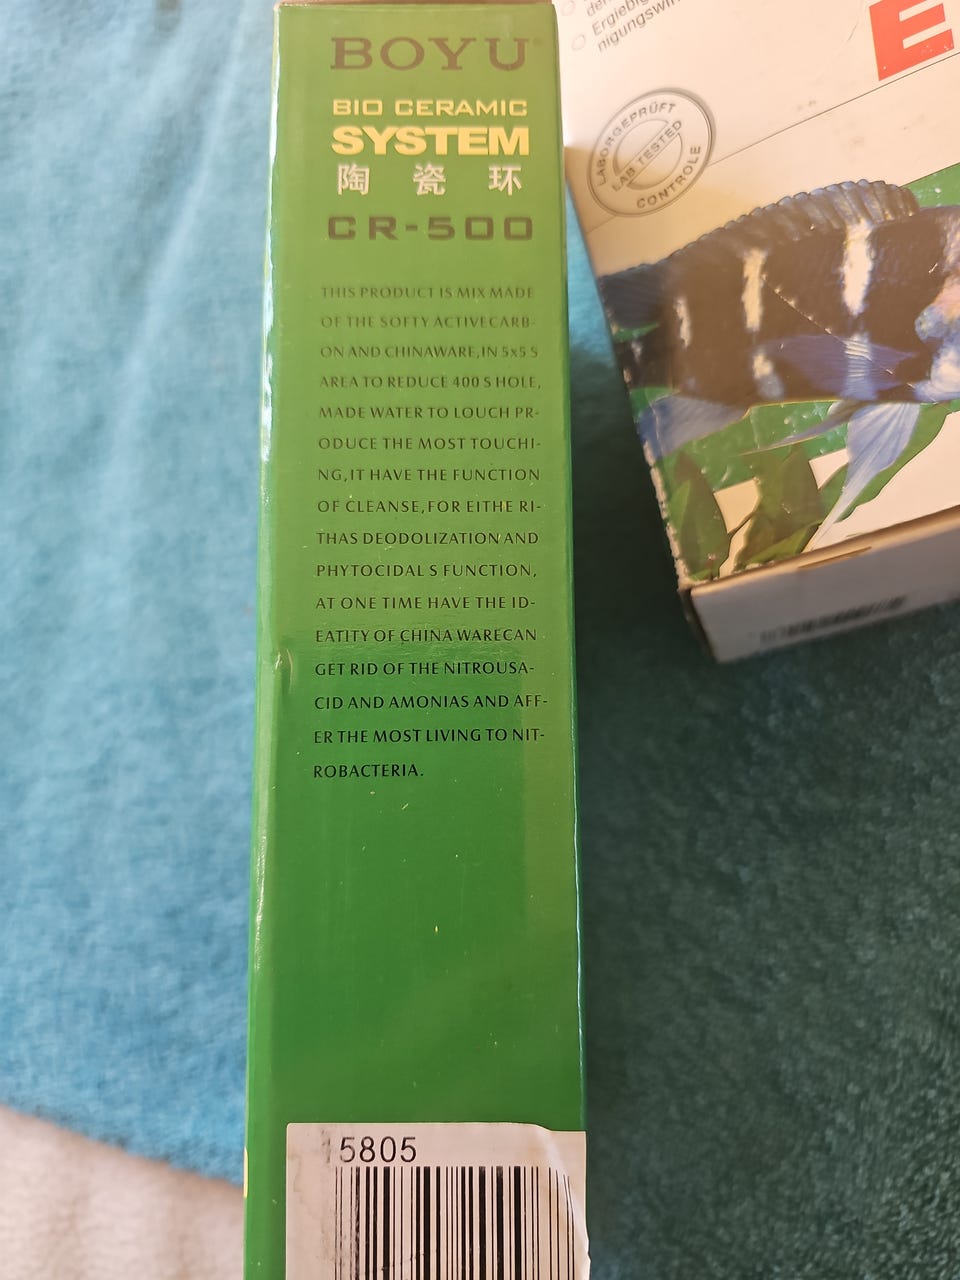 BOYU
BIO CERAMIC
SYSTEM
陶 瓷 环
CR-500
THIS PRODUCT IS MIX MADE
OF THE SOFTY ACTIVECARB-
ON AND CHINAWARE,IN 5x5 S
AREA TO REDUCE 400 S HOLE,
MADE WATER TO LOUCH PR-
ODUCE THE MOST TOUCHI-
NG,IT HAVE THE FUNCTION
OF CLEANSE,FOR EITHE RI-
THAS DEODOLIZATION AND
PHYTOCIDAL S FUNCTION,
AT ONE TIME HAVE THE ID-
EATITY OF CHINA WARECAN
GET RID OF THE NITROUSA-
CID AND AMONIAS AND AFF-
ER THE MOST LIVING TO NIT-
ROBACTERIA.
15805
E
LABORGEPRÜFT
LAB TESTED
CONTROLE